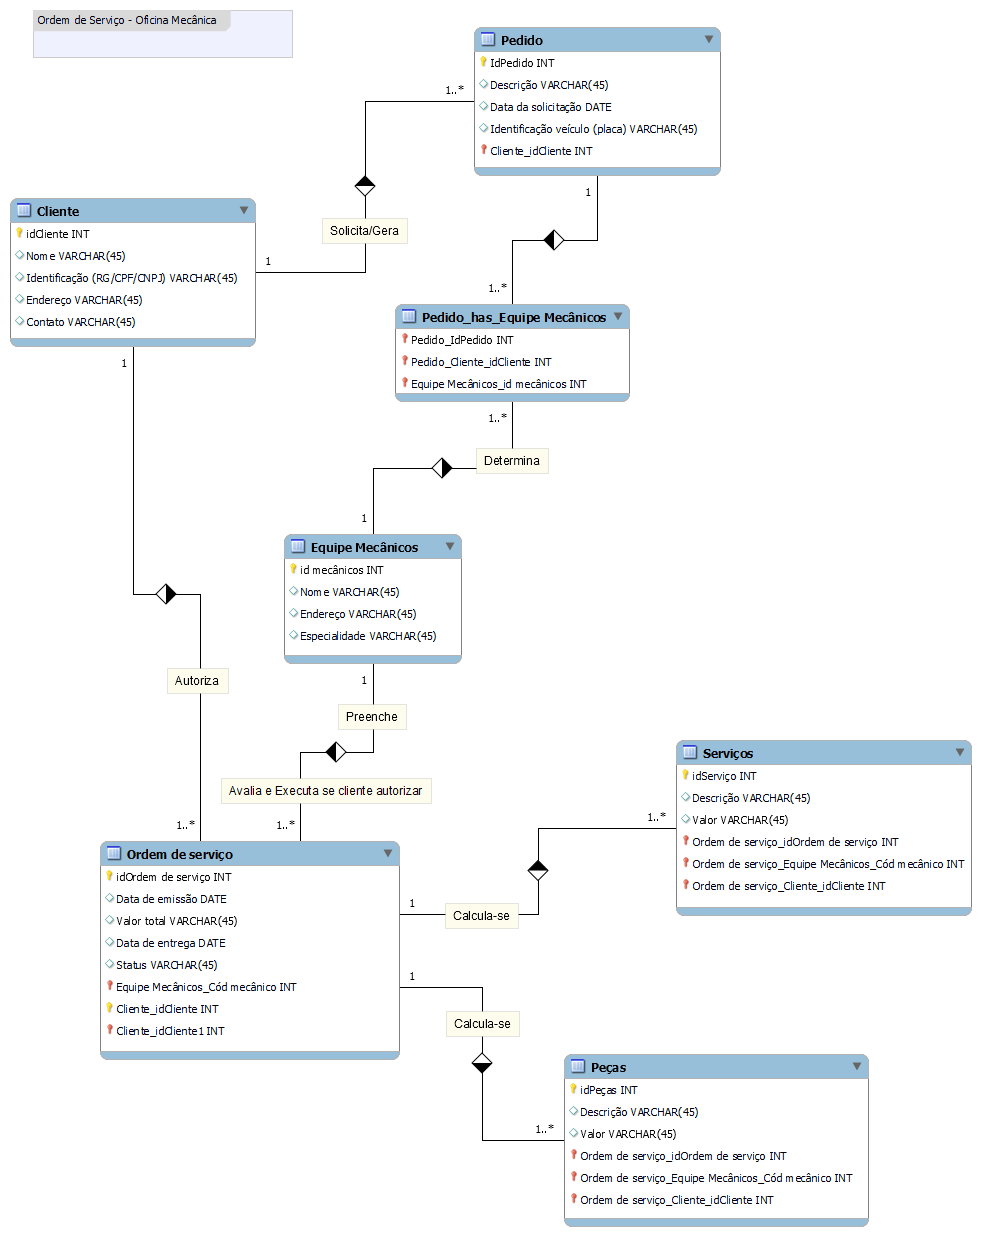 Ordem de Serviço - Oficina Mecânica
Pedido
IdPedido INT
Descrição VARCHAR(45)
Data da solicitação DATE
Identificação veículo (placa) VARCHAR(45)
Cliente_idCliente INT
1..*
1
Solicita/Gera
1
Cliente
idCliente INT
Nome VARCHAR(45)
Identificação (RG/CPF/CNPJ) VARCHAR(45)
Endereço VARCHAR(45)
Contato VARCHAR(45)
1
1..*
Pedido_has_Equipe Mecânicos
Pedido_IdPedido INT
Pedido_Cliente_idCliente INT
Equipe Mecânicos_id mecânicos INT
1..*
Determina
1
Equipe Mecânicos
id mecânicos INT
Nome VARCHAR(45)
Endereço VARCHAR(45)
Especialidade VARCHAR(45)
1
Autoriza
Preenche
Avalia e Executa se cliente autorizar
1..*
1..*
Ordem de serviço
idOrdem de serviço INT
Data de emissão DATE
Valor total VARCHAR(45)
Data de entrega DATE
Status VARCHAR(45)
Equipe Mecânicos_Cód mecânico INT
Cliente_idCliente INT
Cliente_idCliente1 INT
1
Calcula-se
1..*
Serviços
idServiço INT
Descrição VARCHAR(45)
Valor VARCHAR(45)
Ordem de serviço_idOrdem de serviço INT
Ordem de serviço_Equipe Mecânicos_Cód mecânico INT
Ordem de serviço_Cliente_idCliente INT
1
Calcula-se
1..*
Peças
idPeças INT
Descrição VARCHAR(45)
Valor VARCHAR(45)
Ordem de serviço_idOrdem de serviço INT
Ordem de serviço_Equipe Mecânicos_Cód mecânico INT
Ordem de serviço_Cliente_idCliente INT